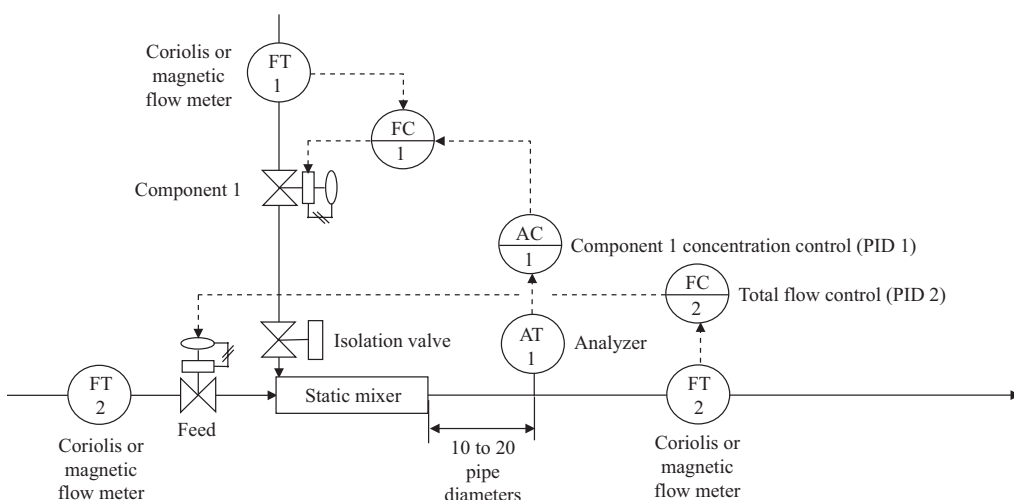 Coriolis or
magnetic
flow meter
FT
1
FC
1
Component 1
AC
1
Component 1 concentration control (PID 1)
FC
2
Total flow control (PID 2)
Isolation valve
AT
1
Analyzer
FT
2
Static mixer
FT
2
Feed
Coriolis or
magnetic
flow meter
10 to 20
pipe
diameters
Coriolis or
magnetic
flow meter